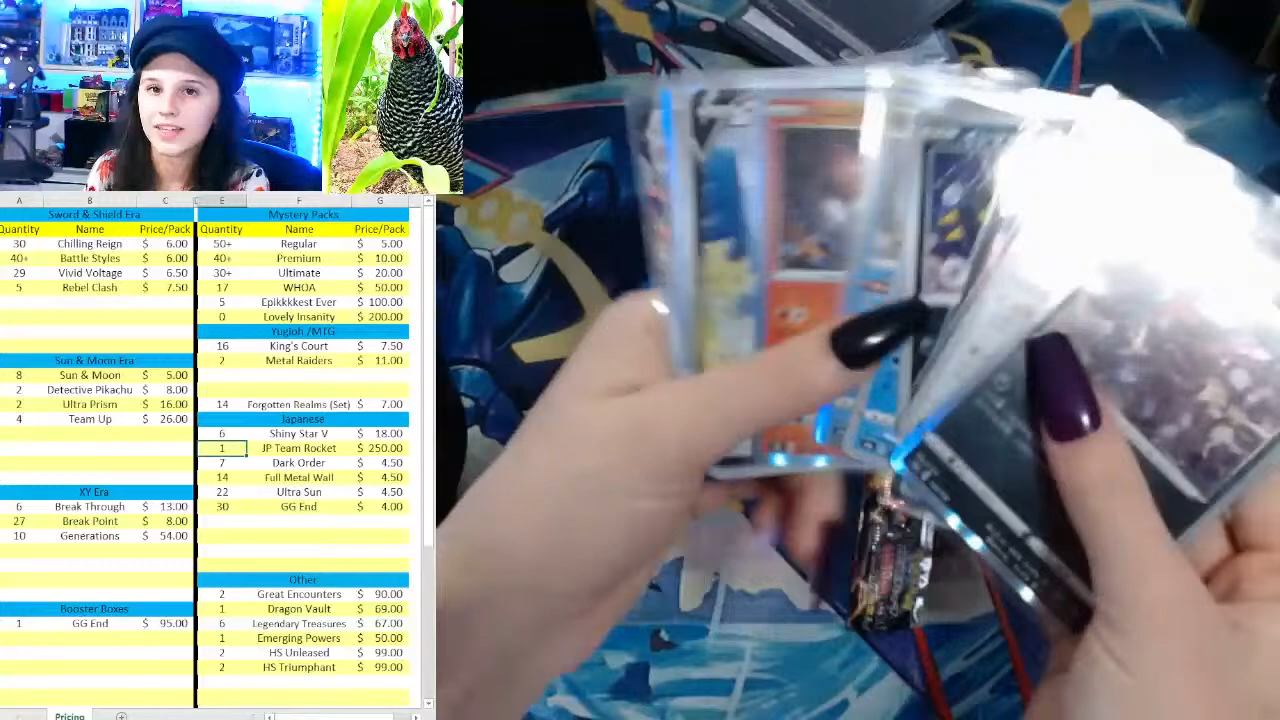 A B C
Sword & Shield Era
Quantity Name Price/Pack
30 Chilling Reign $ 6.00
40+ Battle Styles $ 6.00
29 Vivid Voltage $ 6.50
5 Rebel Clash $ 7.50
Sun & Moon Era
8 Sun & Moon $ 5.00
2 Detective Pikachu $ 8.00
2 Ultra Prism $ 16.00
4 Team Up $ 26.00
XY Era
6 Break Through $ 13.00
27 Break Point $ 8.00
10 Generations $ 54.00
Booster Boxes
1 GG End $ 95.00
E F G
Mystery Packs
Quantity Name Price/Pack
50+ Regular $ 5.00
40+ Premium $ 10.00
30+ Ultimate $ 20.00
17 WHOA $ 50.00
5 Epikkkkest Ever $ 100.00
0 Lovely Insanity $ 200.00
Yugioh /MTG
16 King's Court $ 7.50
2 Metal Raiders $ 11.00
14 Forgotten Realms (Set) $ 7.00
Japanese
6 Shiny Star V $ 18.00
1 JP Team Rocket $ 250.00
7 Dark Order $ 4.50
14 Full Metal Wall $ 4.50
22 Ultra Sun $ 4.50
30 GG End $ 4.00
Other
2 Great Encounters $ 90.00
1 Dragon Vault $ 69.00
6 Legendary Treasures $ 67.00
1 Emerging Powers $ 50.00
2 HS Unleased $ 99.00
2 HS Triumphant $ 99.00
Pricing